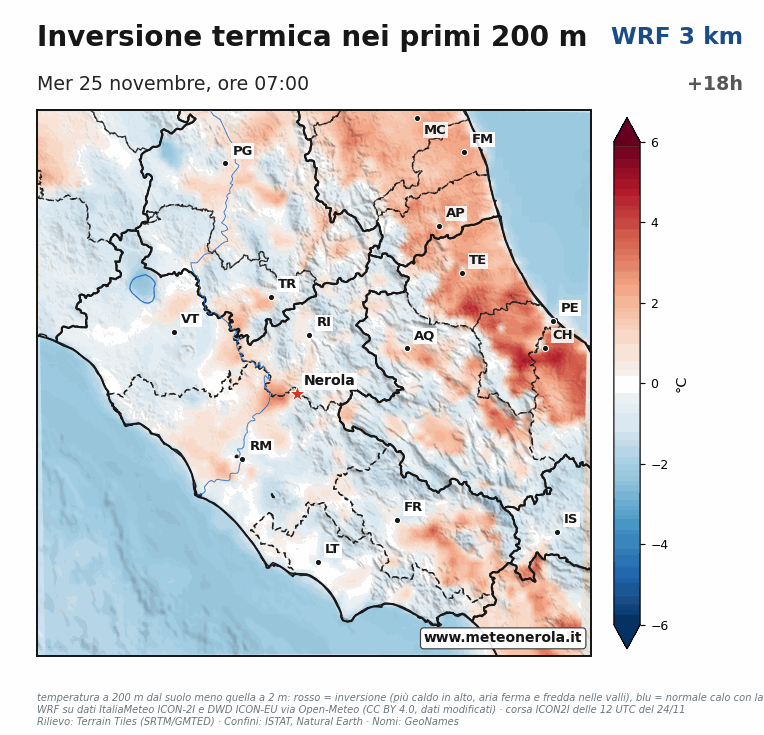 Inversione termica nei primi 200 m WRF 3 km
Mer 25 novembre, ore 07:00 +18h
MC
FM
PG
AP
TE
TR
PE
VT
RI
AQ
CH
Nerola
RM
FR
IS
LT
www.meteonerola.it
6
4
2
0
−2
−4
−6
°C
temperatura a 200 m dal suolo meno quella a 2 m: rosso = inversione (più caldo in alto, aria ferma e fredda nelle valli), blu = normale calo con la
WRF su dati ItaliaMeteo ICON-2I e DWD ICON-EU via Open-Meteo (CC BY 4.0, dati modificati) · corsa ICON2I delle 12 UTC del 24/11
Rilievo: Terrain Tiles (SRTM/GMTED) · Confini: ISTAT, Natural Earth · Nomi: GeoNames